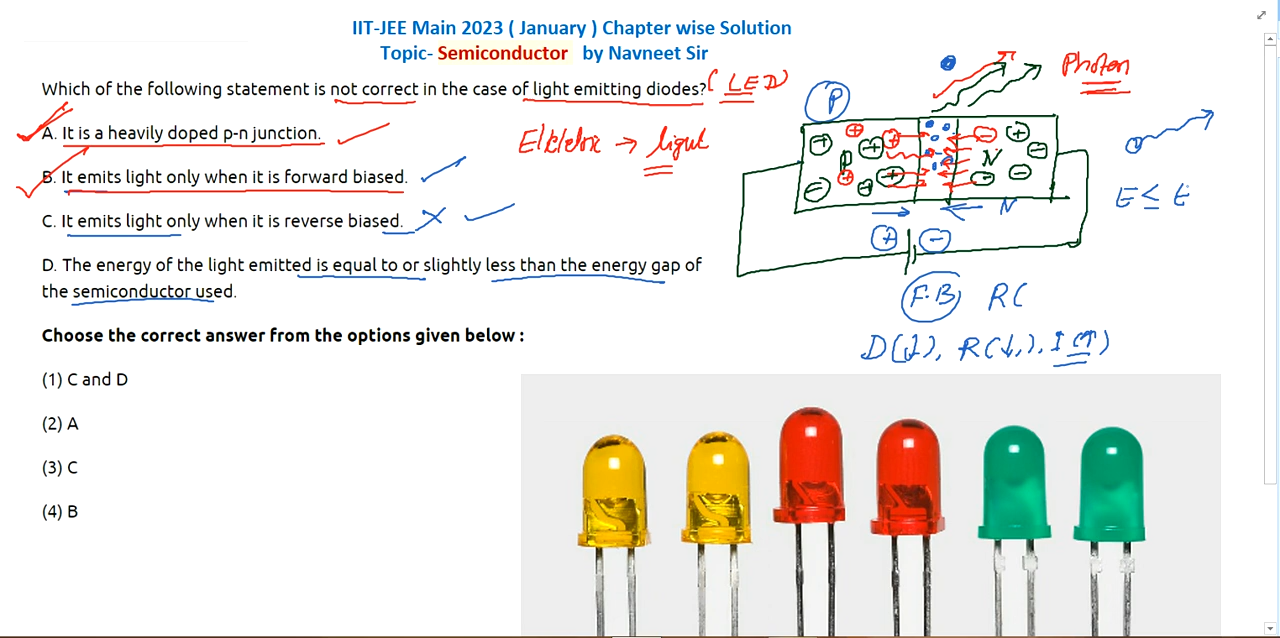 IIT-JEE Main 2023 ( January ) Chapter wise Solution
Topic- Semiconductor by Navneet Sir
Which of the following statement is not correct in the case of light emitting diodes? (LED)
A. It is a heavily doped p-n junction.
B. It emits light only when it is forward biased.
C. It emits light only when it is reverse biased.
D. The energy of the light emitted is equal to or slightly less than the energy gap of
the semiconductor used.
Choose the correct answer from the options given below :
(1) C and D
(2) A
(3) C
(4) B
→ light
Photon
P
P
N
N
+ −
F.B
D(↓), R(↓), I(↑)